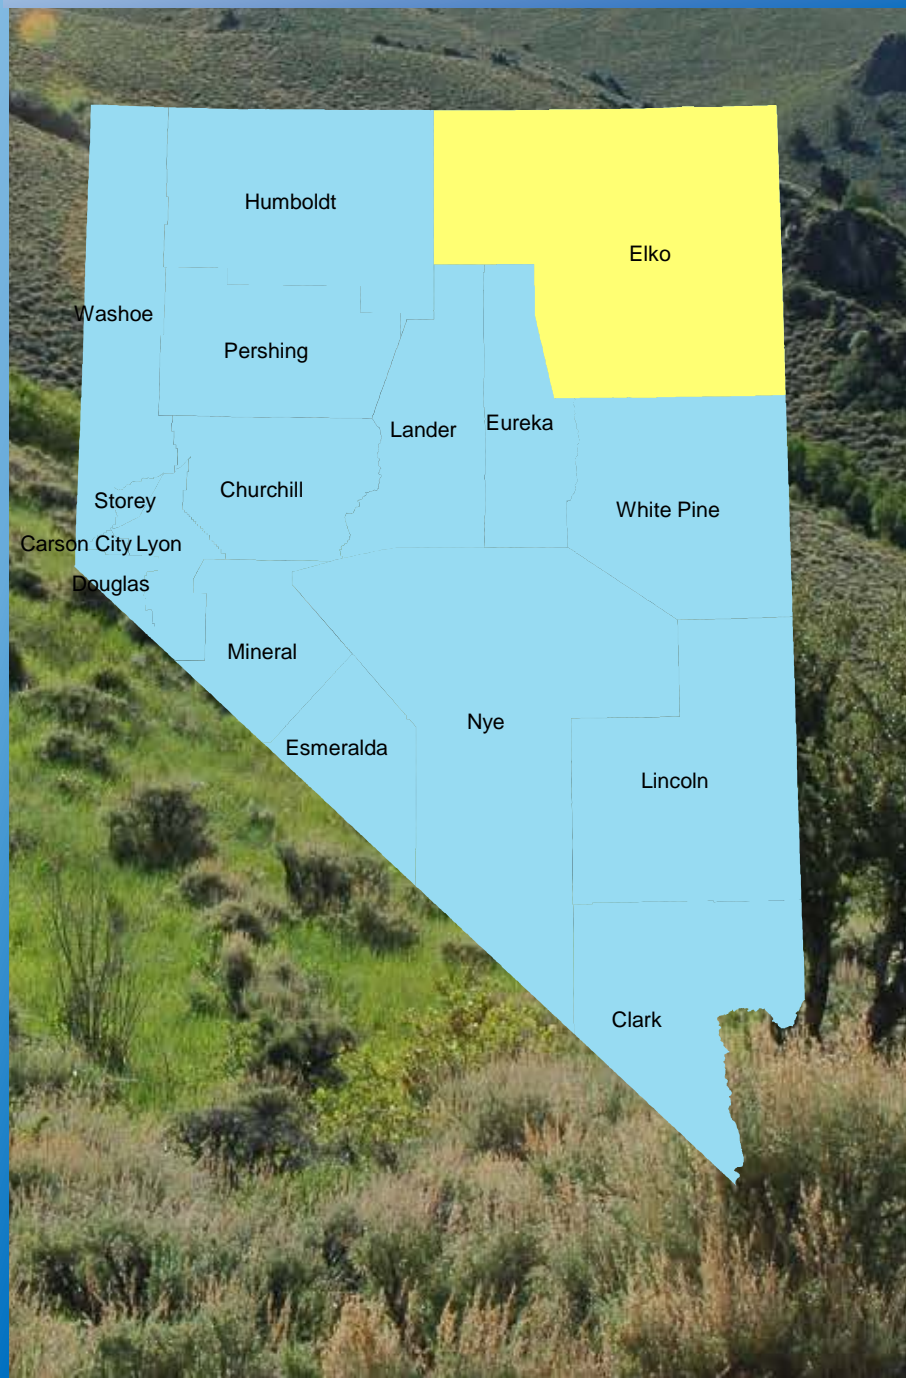 Humboldt
Elko
Washoe
Pershing
Lander
Eureka
Churchill
Storey
White Pine
Carson City Lyon
Douglas
Mineral
Nye
Esmeralda
Lincoln
Clark